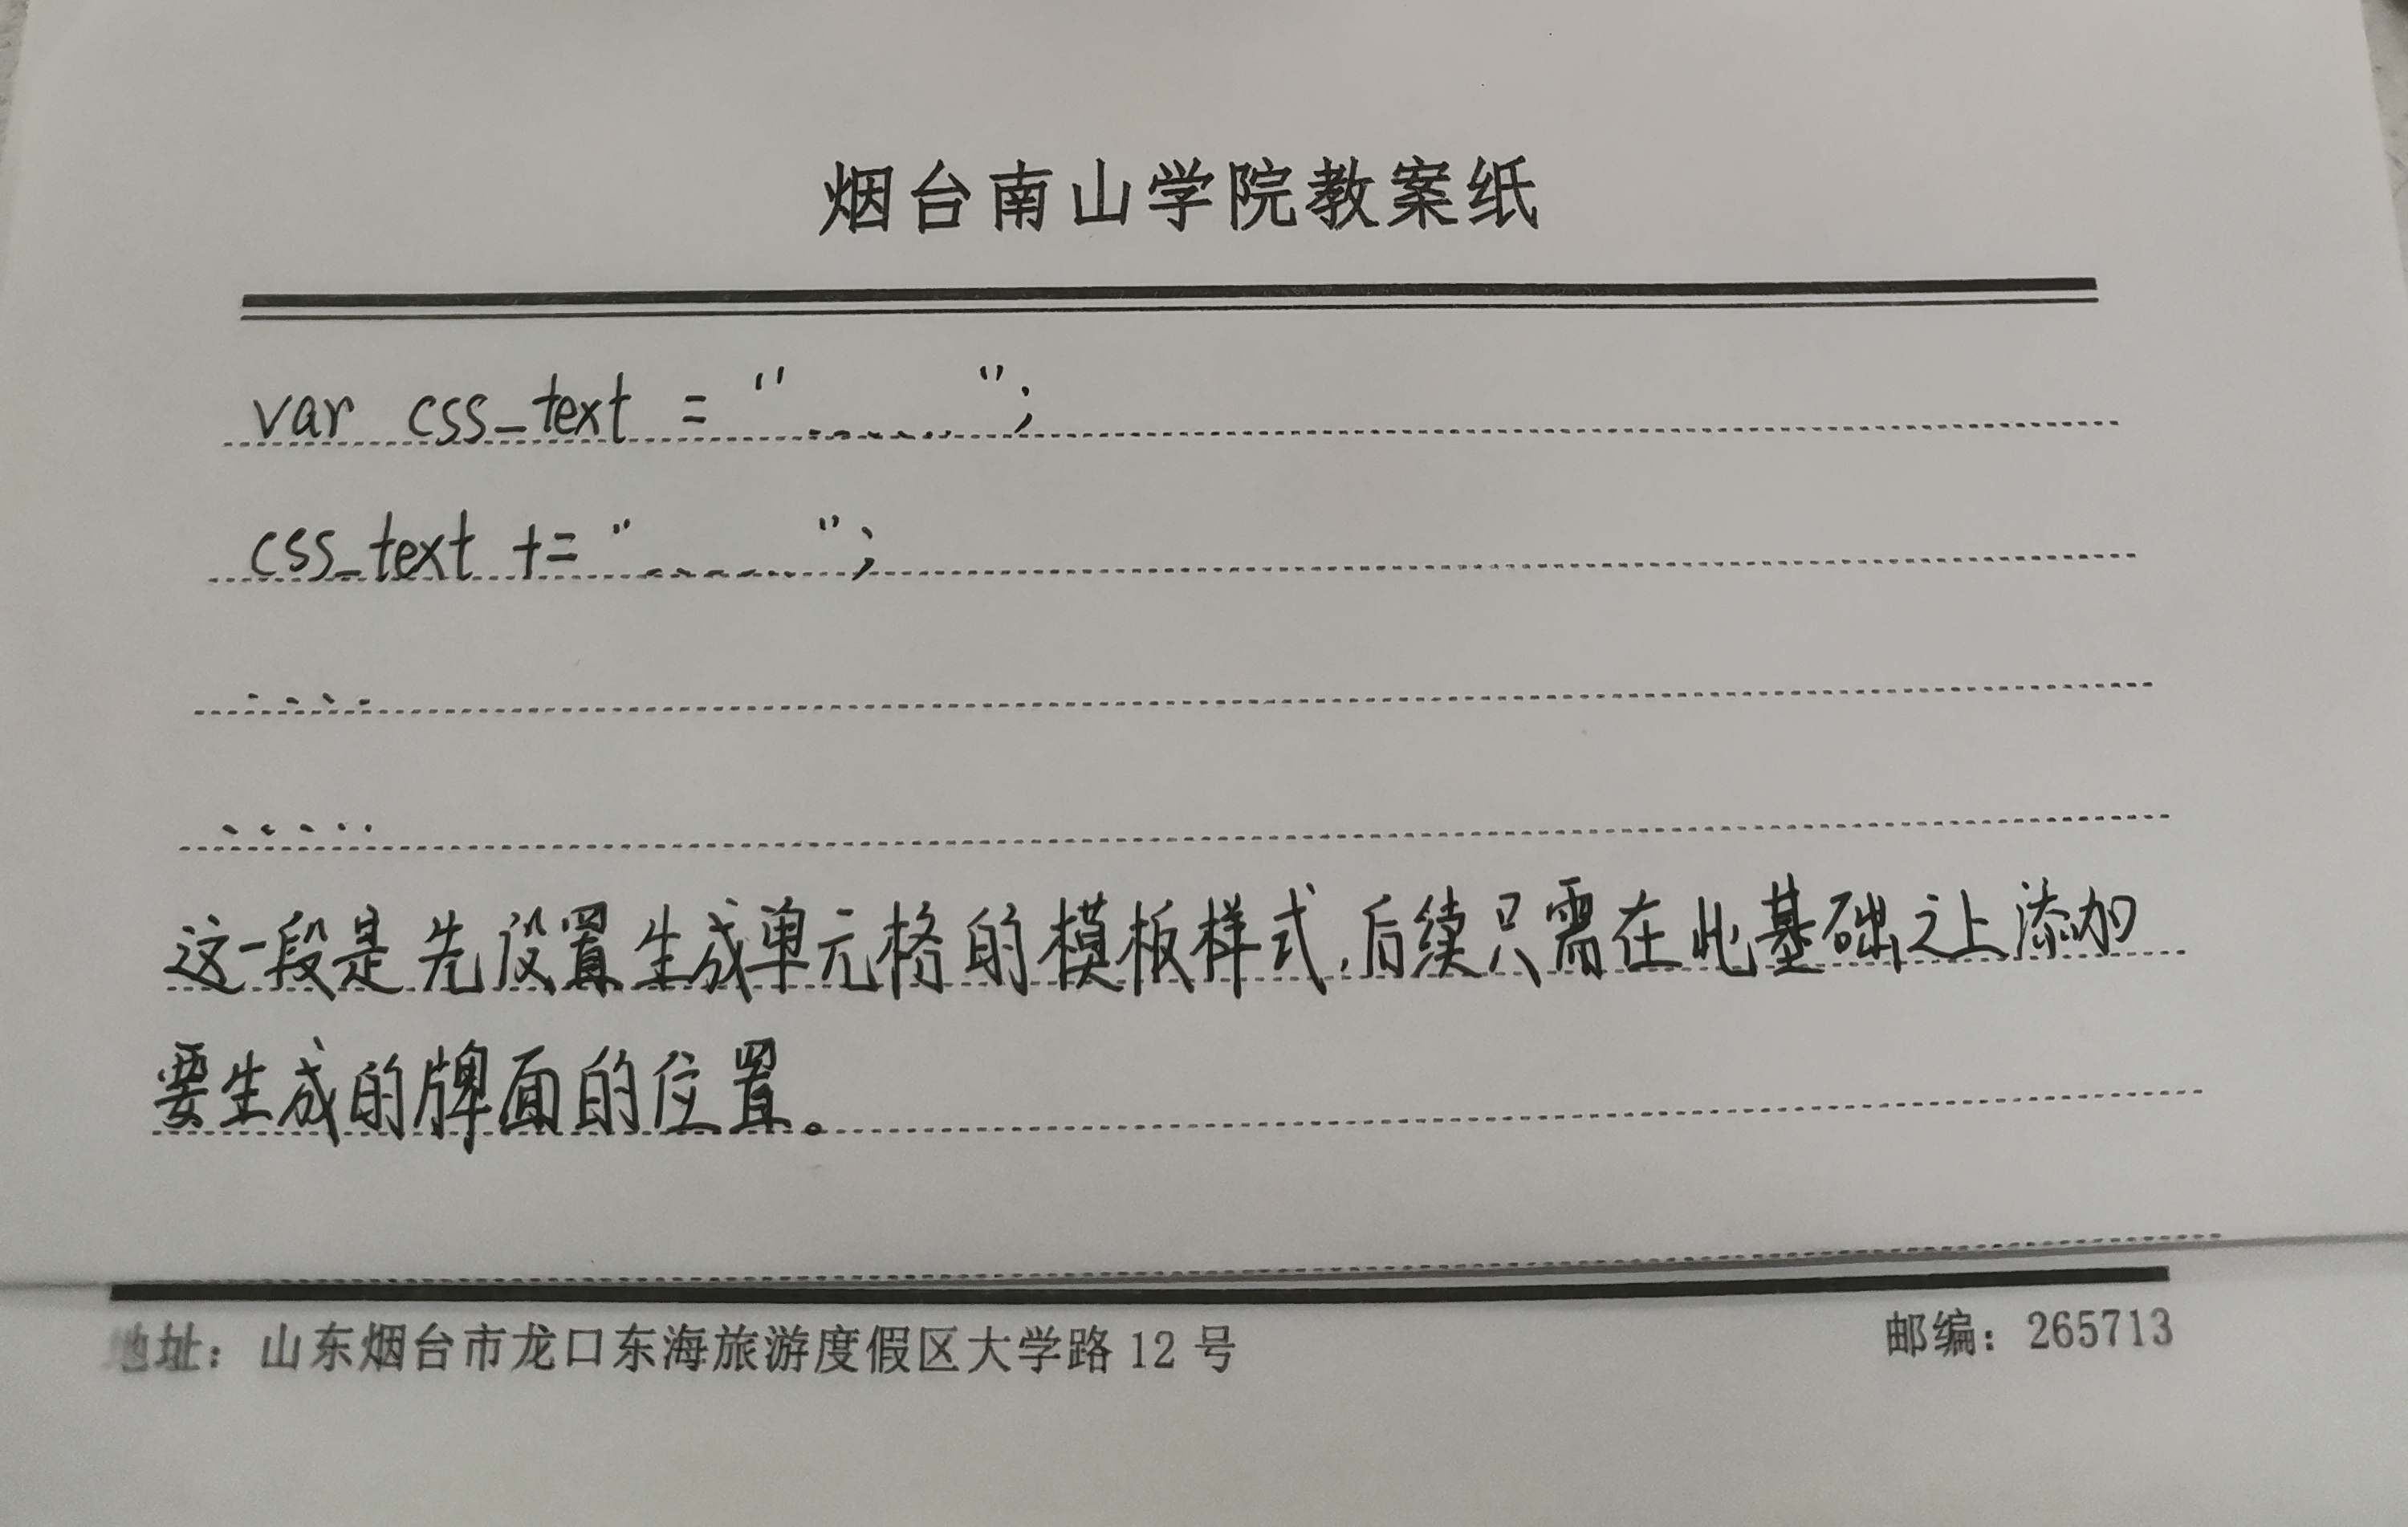 烟台南山学院教案纸
var css_text = "......";
css_text += "......";
....
.....
这一段是先设置生成单元格的模板样式,后续只需在此基础之上添加
要生成的牌面的位置。
地址：山东烟台市龙口东海旅游度假区大学路 12 号 邮编：265713